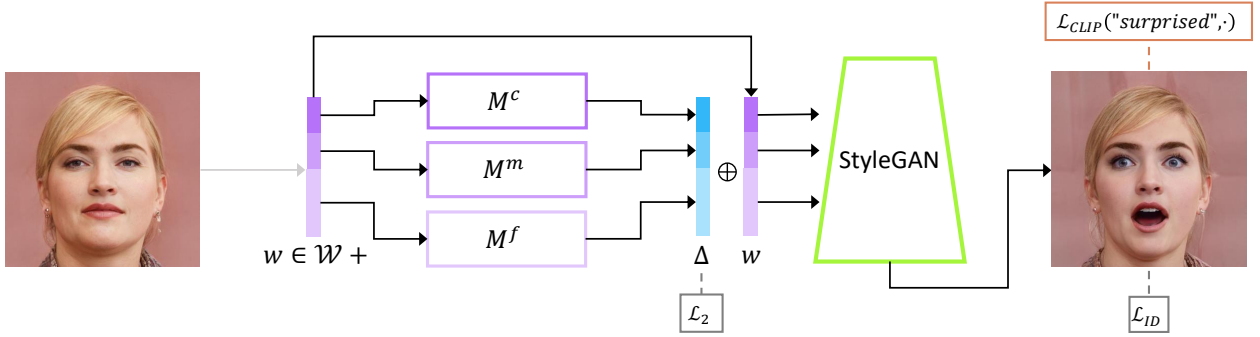 ℒ_CLIP("surprised",·)
M^c
M^m
StyleGAN
M^f
w ∈ 𝒲 +
Δ
w
ℒ_2
ℒ_ID
⊕